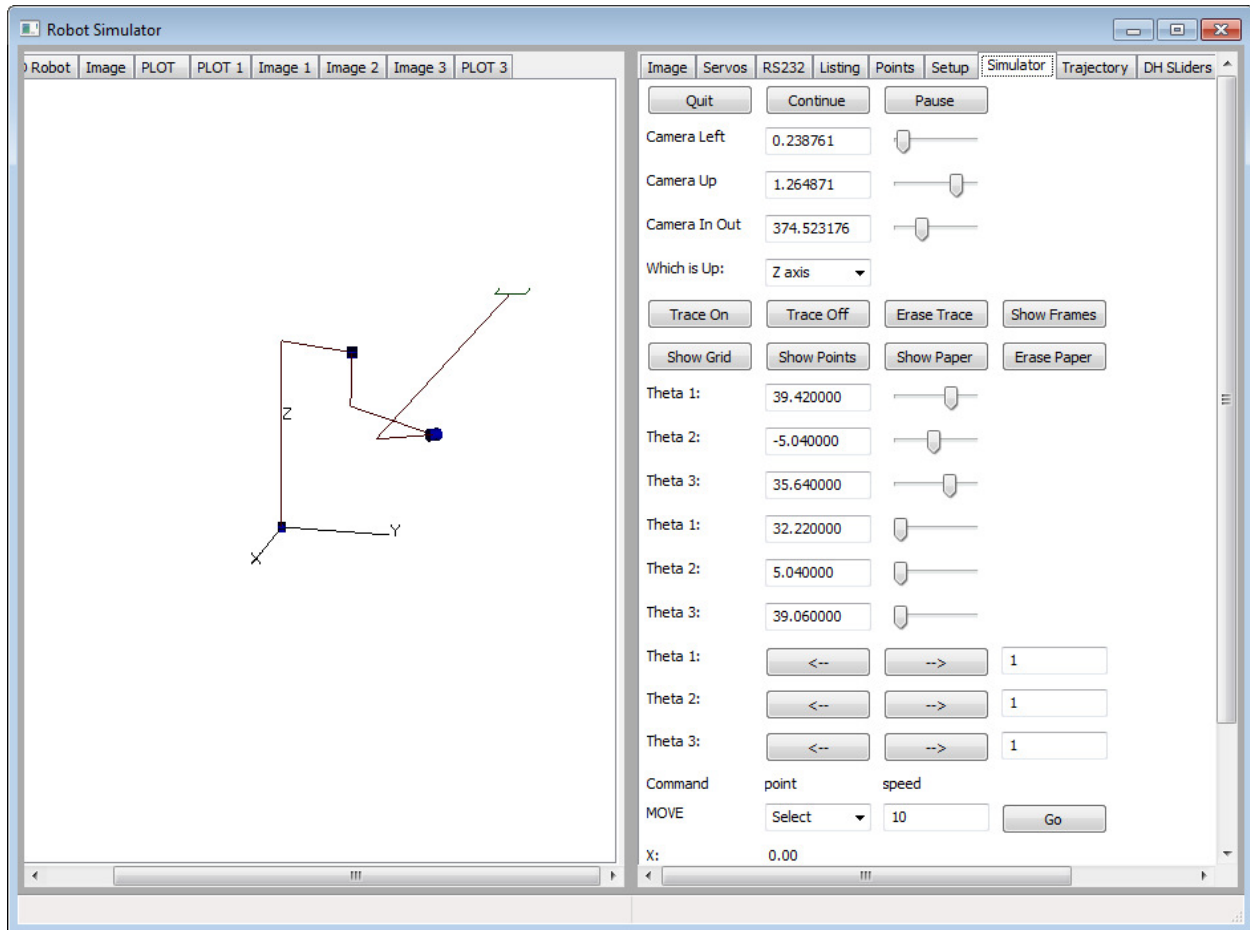 Robot Simulator
Robot Image PLOT PLOT 1 Image 1 Image 2 Image 3 PLOT 3
Z
Y
X
Image Servos RS232 Listing Points Setup Simulator Trajectory DH SLiders
Quit Continue Pause
Camera Left 0.238761
Camera Up 1.264871
Camera In Out 374.523176
Which is Up: Z axis
Trace On Trace Off Erase Trace Show Frames
Show Grid Show Points Show Paper Erase Paper
Theta 1: 39.420000
Theta 2: -5.040000
Theta 3: 35.640000
Theta 1: 32.220000
Theta 2: 5.040000
Theta 3: 39.060000
Theta 1: <-- --> 1
Theta 2: <-- --> 1
Theta 3: <-- --> 1
Command point speed
MOVE Select 10 Go
X: 0.00